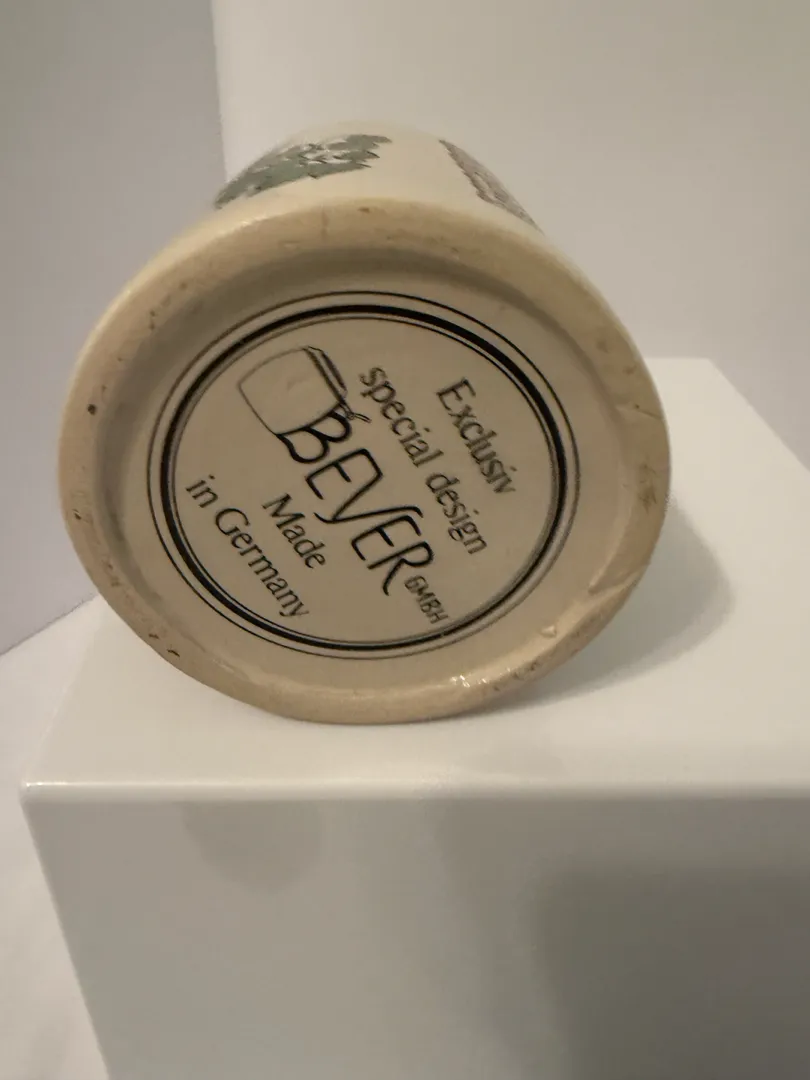 Exclusiv
special design
BEYER GMBH
Made
in Germany